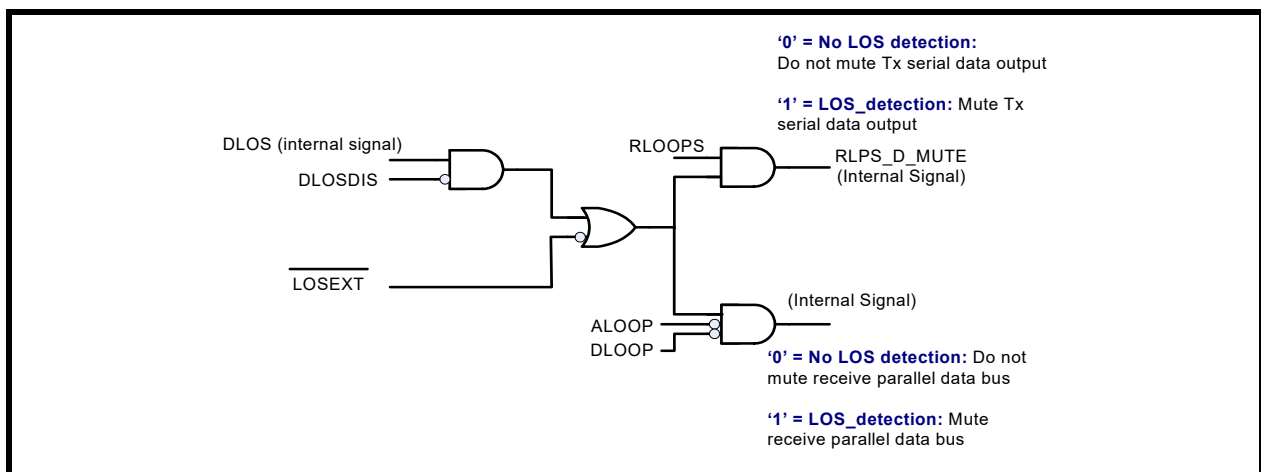 ‘0’ = No LOS detection:
Do not mute Tx serial data output
‘1’ = LOS_detection: Mute Tx
serial data output
DLOS (internal signal)
DLOSDIS
RLOOPS
RLPS_D_MUTE
(Internal Signal)
LOSEXT
(Internal Signal)
ALOOP
DLOOP
‘0’ = No LOS detection: Do not
mute receive parallel data bus
‘1’ = LOS_detection: Mute
receive parallel data bus